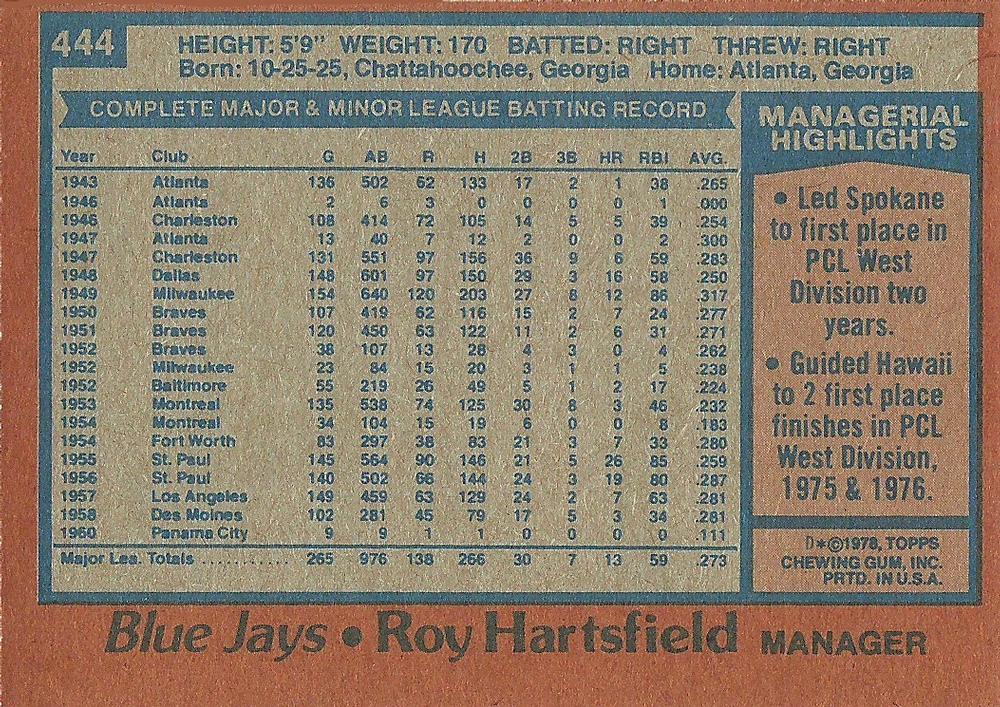 444
HEIGHT: 5'9" WEIGHT: 170 BATTED: RIGHT THREW: RIGHT
Born: 10-25-25, Chattahoochee, Georgia Home: Atlanta, Georgia
COMPLETE MAJOR & MINOR LEAGUE BATTING RECORD
Year Club G AB R H 2B 3B HR RBI AVG.
1943 Atlanta 136 502 62 133 17 2 1 38 .265
1946 Atlanta 2 6 3 0 0 0 0 1 .000
1946 Charleston 108 414 72 105 14 5 5 39 .254
1947 Atlanta 13 40 7 12 2 0 0 2 .300
1947 Charleston 131 551 97 156 36 9 6 59 .283
1948 Dallas 148 601 97 150 29 3 16 58 .250
1949 Milwaukee 154 640 120 203 27 8 12 86 .317
1950 Braves 107 419 62 116 15 2 7 24 .277
1951 Braves 120 450 63 122 11 2 6 31 .271
1952 Braves 38 107 13 28 4 3 0 4 .262
1952 Milwaukee 23 84 15 20 3 1 1 5 .238
1952 Baltimore 55 219 26 49 5 1 2 17 .224
1953 Montreal 135 538 74 125 30 8 3 46 .232
1954 Montreal 34 104 15 19 6 0 0 8 .183
1954 Fort Worth 83 297 38 83 21 3 7 33 .280
1955 St. Paul 145 564 90 146 21 5 26 85 .259
1956 St. Paul 140 502 66 144 24 3 19 80 .287
1957 Los Angeles 149 459 63 129 24 2 7 63 .281
1958 Des Moines 102 281 45 79 17 5 3 34 .281
1960 Panama City 9 9 1 1 0 0 0 0 .111
Major Lea. Totals ........... 265 976 138 266 30 7 13 59 .273
MANAGERIAL
HIGHLIGHTS
• Led Spokane
to first place in
PCL West
Division two
years.
• Guided Hawaii
to 2 first place
finishes in PCL
West Division,
1975 & 1976.
D*©1978, TOPPS
CHEWING GUM, INC.
PRTD. IN U.S.A.
Blue Jays • Roy Hartsfield MANAGER